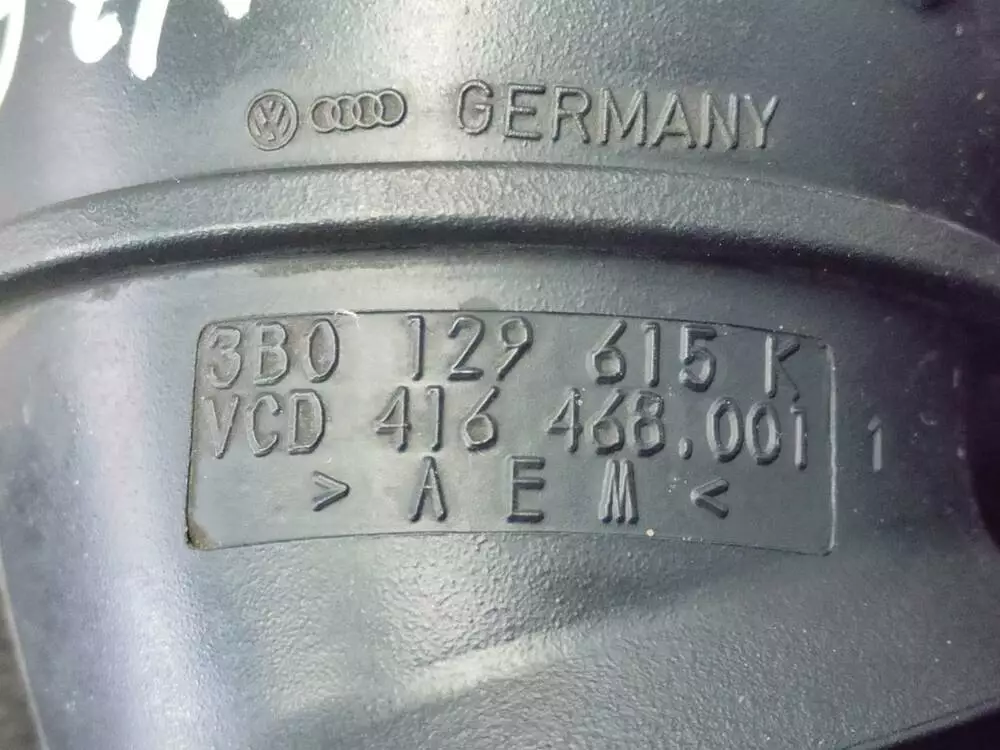 GERMANY
3B0 129 615 K
VCD 416 468.001 1
> A E M <